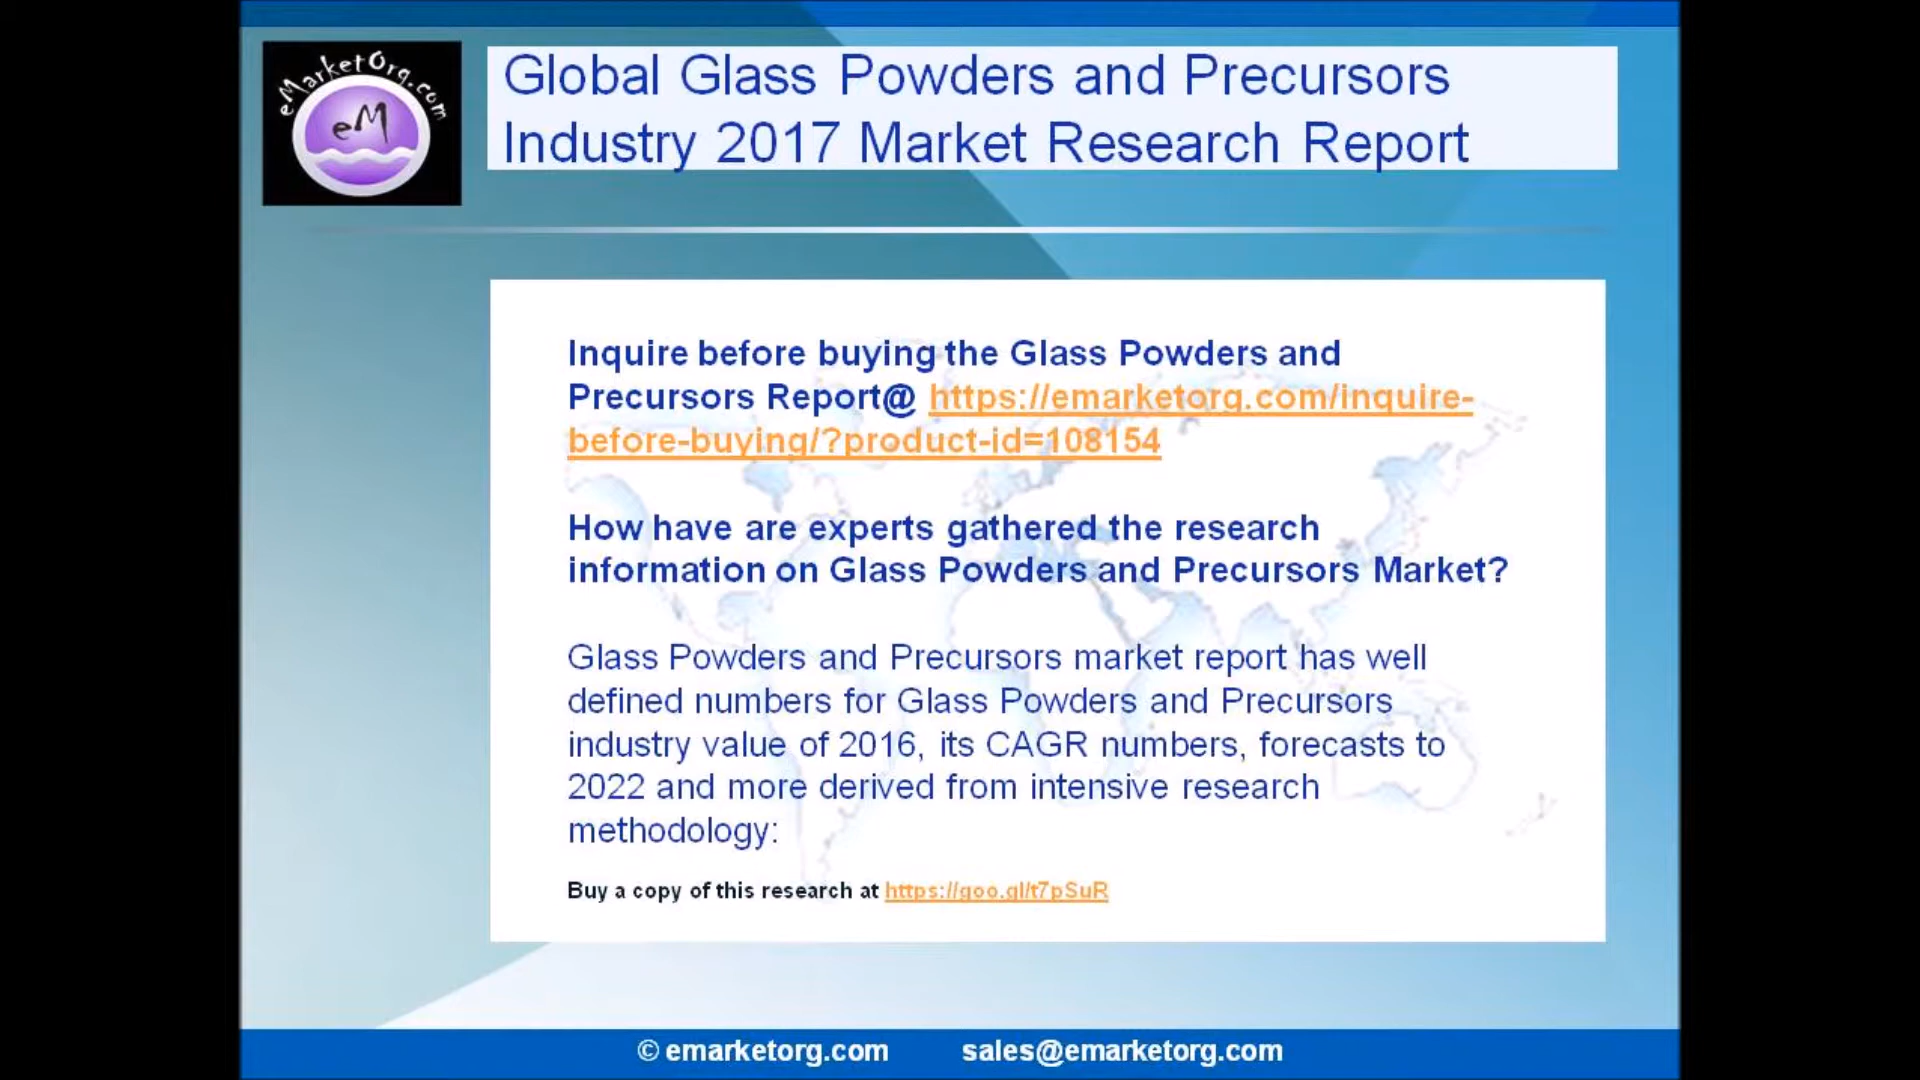 eMarketOrg.com
eM
Global Glass Powders and Precursors
Industry 2017 Market Research Report
Inquire before buying the Glass Powders and
Precursors Report@ https://emarketorg.com/inquire-
before-buying/?product-id=108154
How have are experts gathered the research
information on Glass Powders and Precursors Market?
Glass Powders and Precursors market report has well
defined numbers for Glass Powders and Precursors
industry value of 2016, its CAGR numbers, forecasts to
2022 and more derived from intensive research
methodology:
Buy a copy of this research at https://goo.gl/t7pSuR
© emarketorg.com sales@emarketorg.com